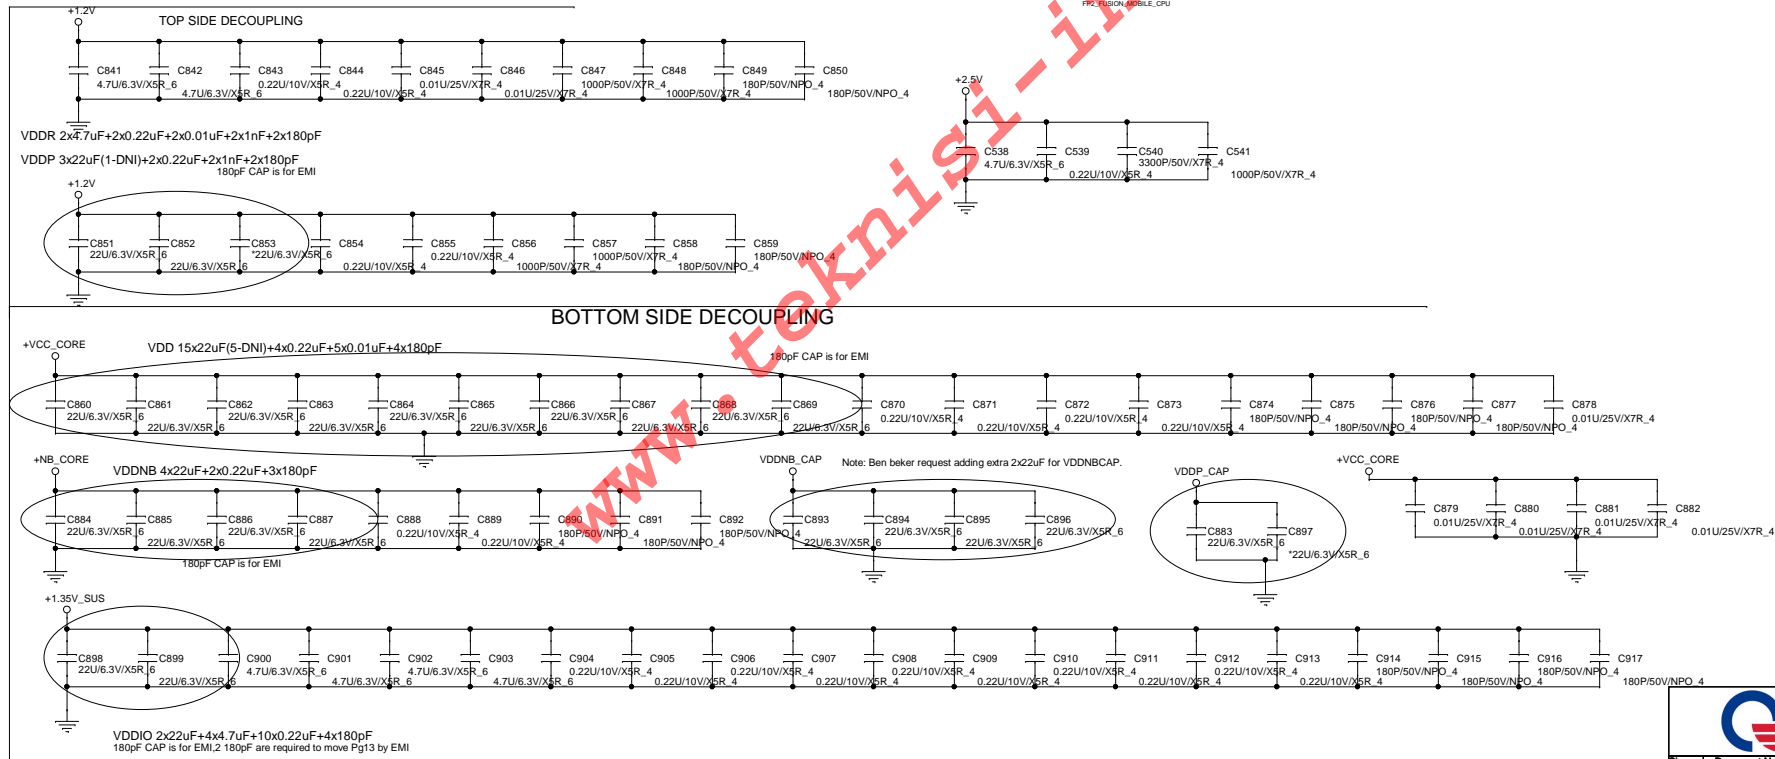 FP2_FUSION_MOBILE_CPU
+1.2V
TOP SIDE DECOUPLING
C841 C842 C843 C844 C845 C846 C847 C848 C849 C850
4.7U/6.3V/X5R_6 0.22U/10V/X5R_4 0.01U/25V/X7R_4 1000P/50V/X7R_4 180P/50V/NPO_4
4.7U/6.3V/X5R_6 0.22U/10V/X5R_4 0.01U/25V/X7R_4 1000P/50V/X7R_4 180P/50V/NPO_4
VDDR 2x4.7uF+2x0.22uF+2x0.01uF+2x1nF+2x180pF
VDDP 3x22uF(1-DNI)+2x0.22uF+2x1nF+2x180pF
180pF CAP is for EMI
+2.5V
C538 C539 C540 C541
4.7U/6.3V/X5R_6 3300P/50V/X7R_4
0.22U/10V/X5R_4 1000P/50V/X7R_4
+1.2V
C851 C852 C853 C854 C855 C856 C857 C858 C859
22U/6.3V/X5R_6 *22U/6.3V/X5R_6 0.22U/10V/X5R_4 1000P/50V/X7R_4 180P/50V/NPO_4
22U/6.3V/X5R_6 0.22U/10V/X5R_4 1000P/50V/X7R_4 180P/50V/NPO_4
BOTTOM SIDE DECOUPLING
+VCC_CORE
VDD 15x22uF(5-DNI)+4x0.22uF+5x0.01uF+4x180pF
180pF CAP is for EMI
C860 C861 C862 C863 C864 C865 C866 C867 C868 C869 C870 C871 C872 C873 C874 C875 C876 C877 C878
22U/6.3V/X5R_6 22U/6.3V/X5R_6 22U/6.3V/X5R_6 22U/6.3V/X5R_6 22U/6.3V/X5R_6 0.22U/10V/X5R_4 0.22U/10V/X5R_4 180P/50V/NPO_4 180P/50V/NPO_4 0.01U/25V/X7R_4
22U/6.3V/X5R_6 22U/6.3V/X5R_6 22U/6.3V/X5R_6 22U/6.3V/X5R_6 22U/6.3V/X5R_6 0.22U/10V/X5R_4 0.22U/10V/X5R_4 180P/50V/NPO_4 180P/50V/NPO_4
+NB_CORE
VDDNB 4x22uF+2x0.22uF+3x180pF
C884 C885 C886 C887 C888 C889 C890 C891 C892
22U/6.3V/X5R_6 22U/6.3V/X5R_6 0.22U/10V/X5R_4 180P/50V/NPO_4 180P/50V/NPO_4
22U/6.3V/X5R_6 22U/6.3V/X5R_6 0.22U/10V/X5R_4 180P/50V/NPO_4
180pF CAP is for EMI
VDDNB_CAP
Note: Ben beker request adding extra 2x22uF for VDDNBCAP.
C893 C894 C895 C896
22U/6.3V/X5R_6
22U/6.3V/X5R_6 22U/6.3V/X5R_6 22U/6.3V/X5R_6
VDDP_CAP
C883 C897
22U/6.3V/X5R_6
*22U/6.3V/X5R_6
+VCC_CORE
C879 C880 C881 C882
0.01U/25V/X7R_4 0.01U/25V/X7R_4
0.01U/25V/X7R_4 0.01U/25V/X7R_4
+1.35V_SUS
C898 C899 C900 C901 C902 C903 C904 C905 C906 C907 C908 C909 C910 C911 C912 C913 C914 C915 C916 C917
22U/6.3V/X5R_6 4.7U/6.3V/X5R_6 4.7U/6.3V/X5R_6 0.22U/10V/X5R_4 0.22U/10V/X5R_4 0.22U/10V/X5R_4 0.22U/10V/X5R_4 0.22U/10V/X5R_4 180P/50V/NPO_4 180P/50V/NPO_4
22U/6.3V/X5R_6 4.7U/6.3V/X5R_6 4.7U/6.3V/X5R_6 0.22U/10V/X5R_4 0.22U/10V/X5R_4 0.22U/10V/X5R_4 0.22U/10V/X5R_4 0.22U/10V/X5R_4 180P/50V/NPO_4 180P/50V/NPO_4
VDDIO 2x22uF+4x4.7uF+10x0.22uF+4x180pF
180pF CAP is for EMI,2 180pF are required to move Pg13 by EMI
www.teknisi-i